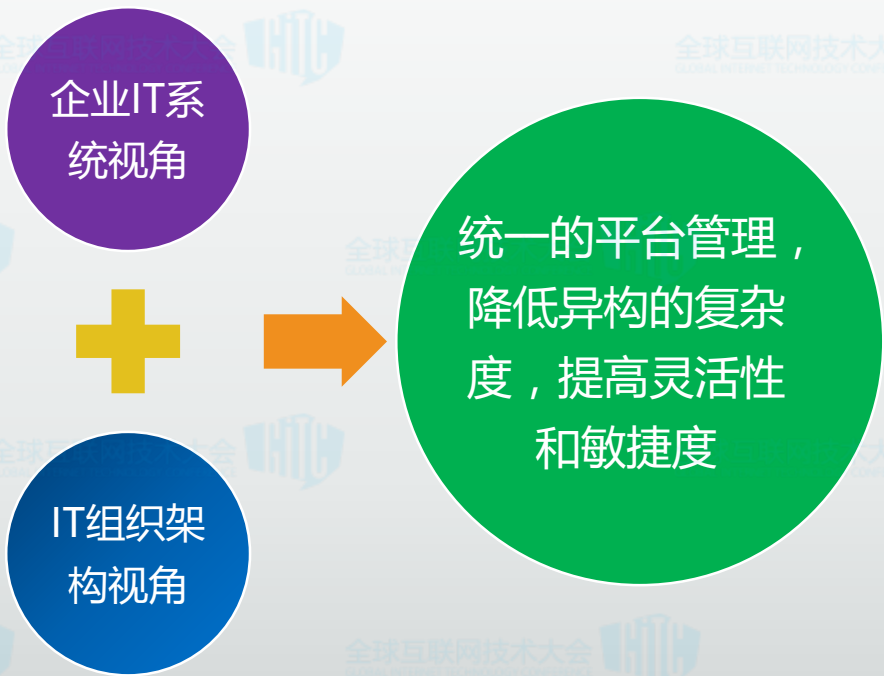 全球互联网技术大会
全球互联网技术大
企业IT系
统视角
统一的平台管理，
降低异构的复杂
度，提高灵活性
和敏捷度
IT组织架
构视角
全球互联网技术大会